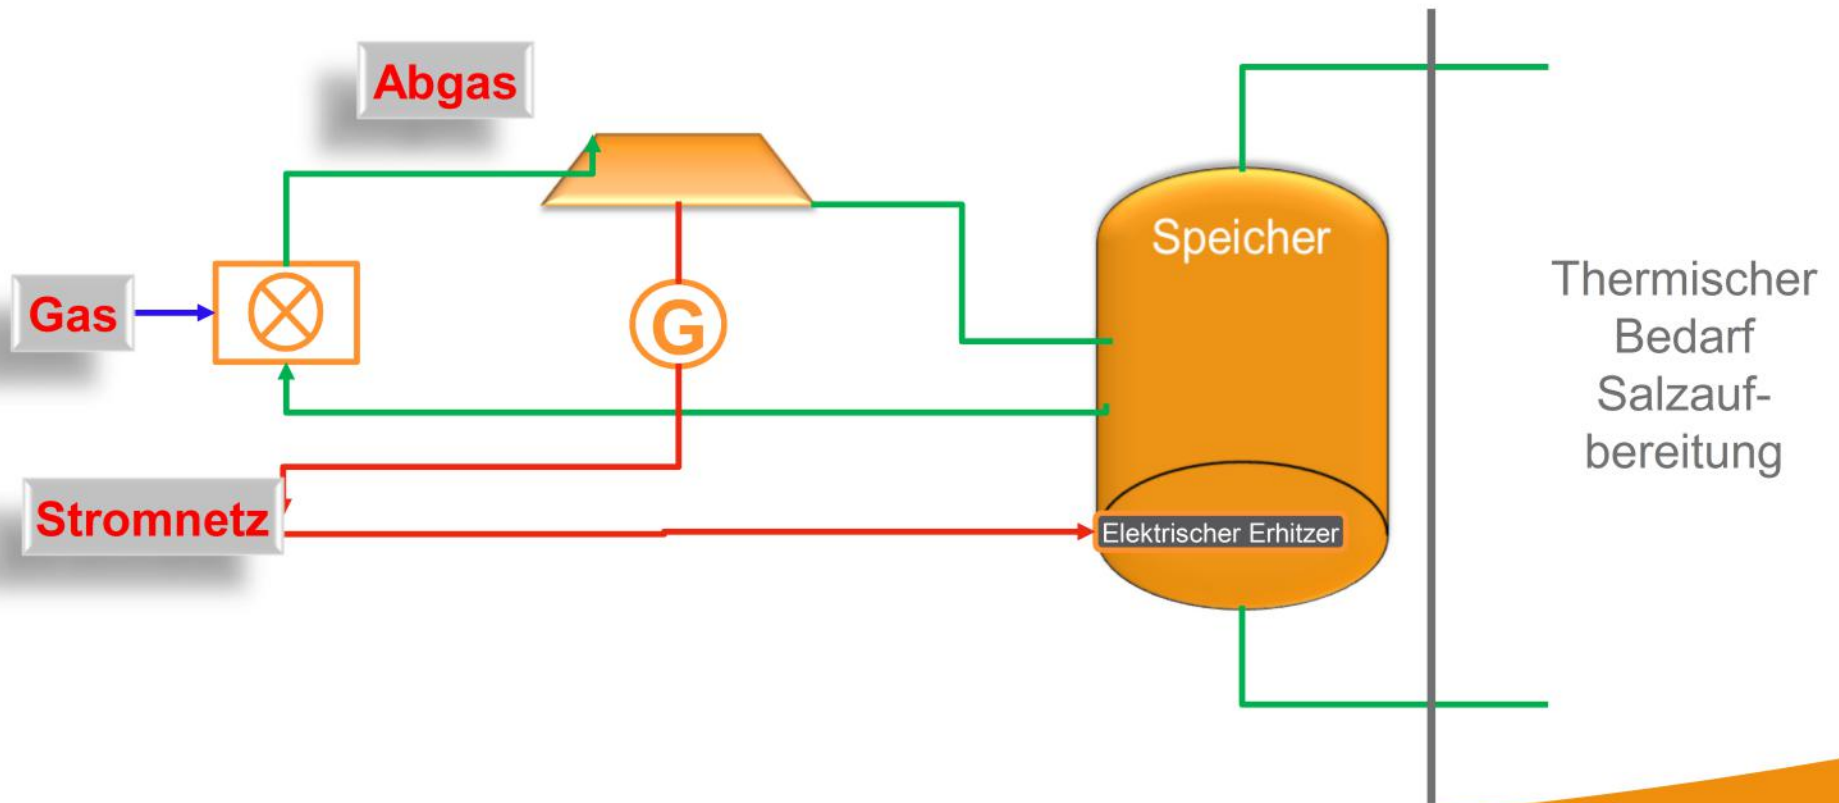 Abgas
Speicher
Gas
G
Thermischer
Bedarf
Salzauf-
bereitung
Stromnetz
Elektrischer Erhitzer